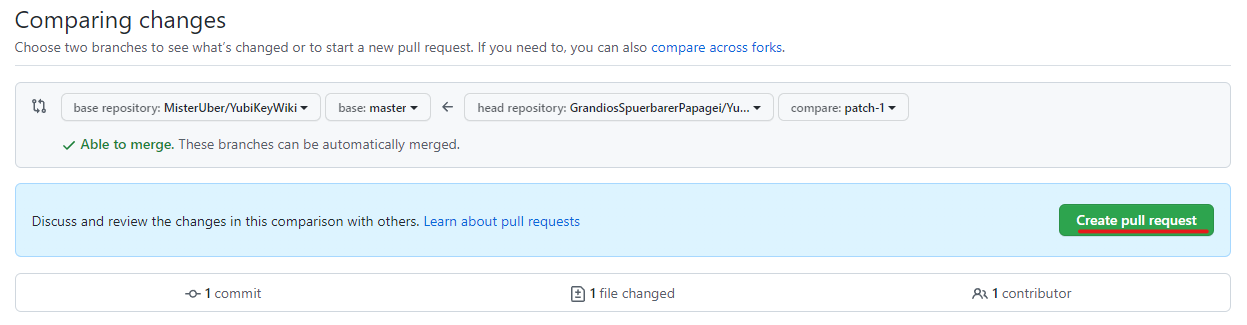 Comparing changes
Choose two branches to see what's changed or to start a new pull request. If you need to, you can also compare across forks.
base repository: MisterUber/YubiKeyWiki base: master head repository: GrandiosSpuerbarerPapagei/Yu... compare: patch-1
Able to merge. These branches can be automatically merged.
Discuss and review the changes in this comparison with others. Learn about pull requests Create pull request
1 commit 1 file changed 1 contributor